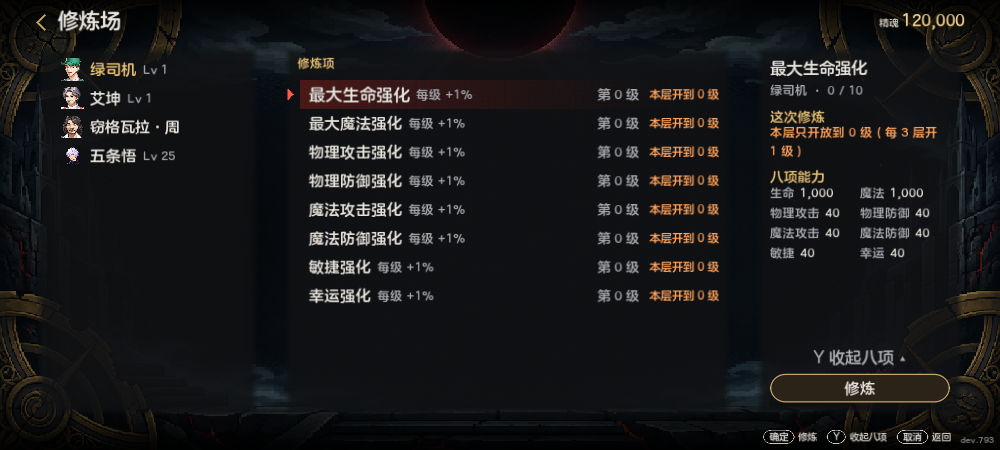 修炼场
精魂 120,000
绿司机 Lv 1
艾坤 Lv 1
窃格瓦拉·周
五条悟 Lv 25
修炼项
最大生命强化 每级 +1% 第 0 级 本层开到 0 级
最大魔法强化 每级 +1% 第 0 级 本层开到 0 级
物理攻击强化 每级 +1% 第 0 级 本层开到 0 级
物理防御强化 每级 +1% 第 0 级 本层开到 0 级
魔法攻击强化 每级 +1% 第 0 级 本层开到 0 级
魔法防御强化 每级 +1% 第 0 级 本层开到 0 级
敏捷强化 每级 +1% 第 0 级 本层开到 0 级
幸运强化 每级 +1% 第 0 级 本层开到 0 级
最大生命强化
绿司机 · 0 / 10
这次修炼
本层只开放到 0 级（每 3 层开
1 级）
八项能力
生命 1,000 魔法 1,000
物理攻击 40 物理防御 40
魔法攻击 40 魔法防御 40
敏捷 40 幸运 40
Y 收起八项
修炼
确定 修炼 Y 收起八项 取消 返回 dev.793